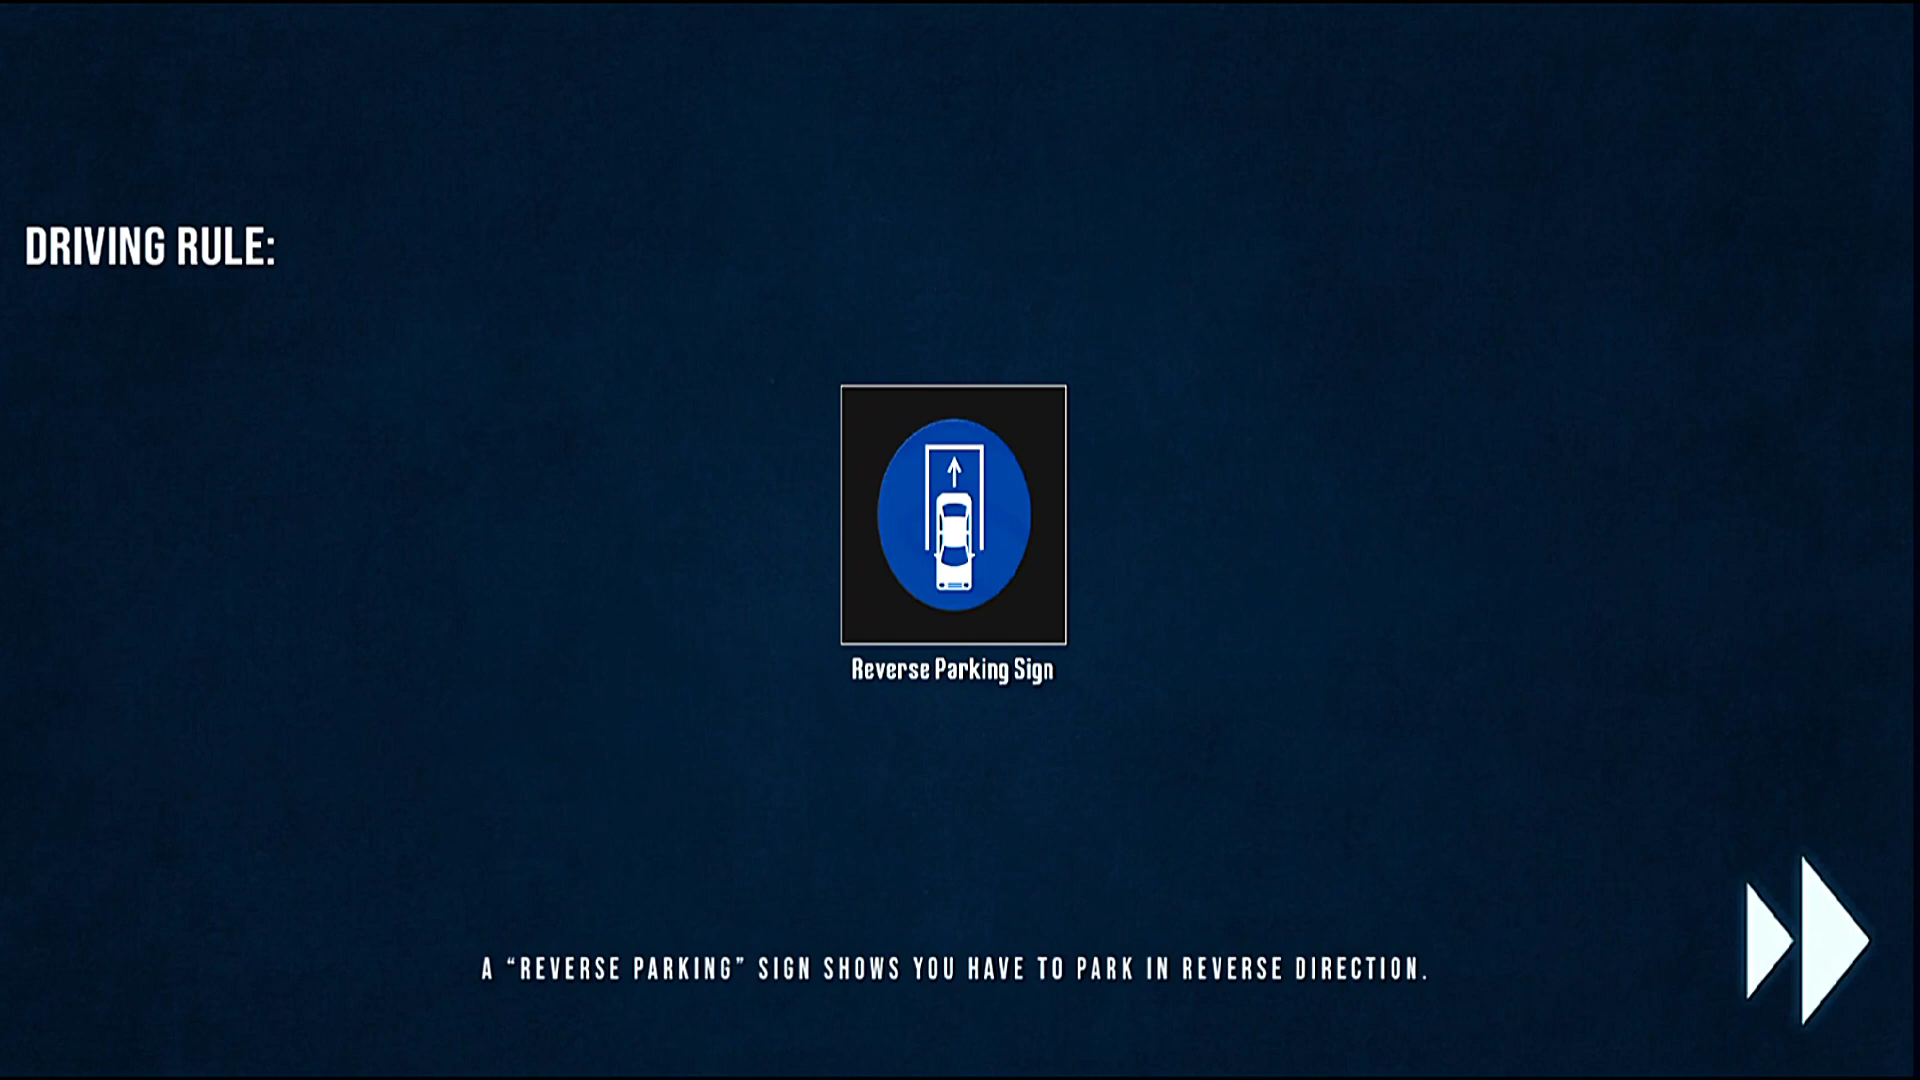 DRIVING RULE:
Reverse Parking Sign
A “REVERSE PARKING” SIGN SHOWS YOU HAVE TO PARK IN REVERSE DIRECTION.